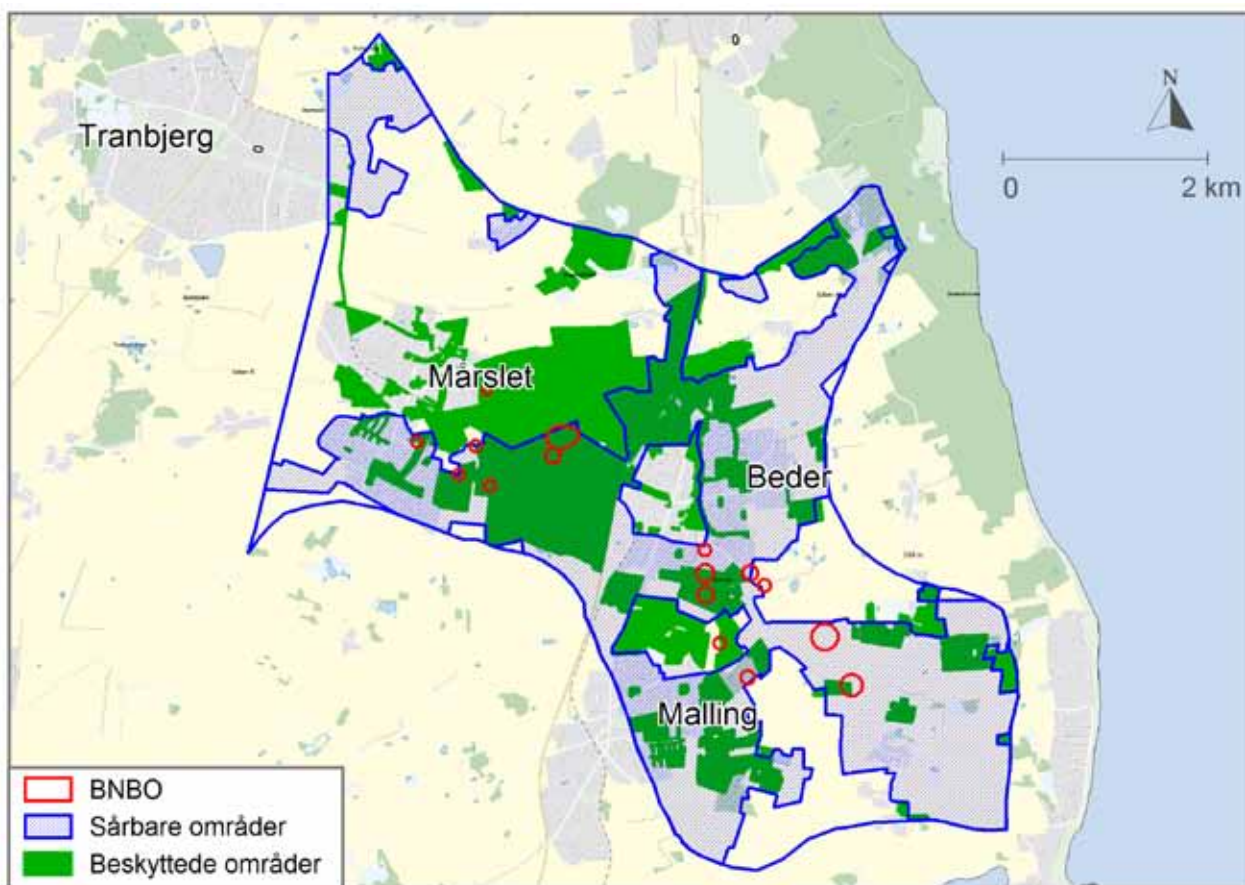 Tranbjerg
N
0 2 km
Mårslet
Beder
Malling
BNBO
Sårbare områder
Beskyttede områder